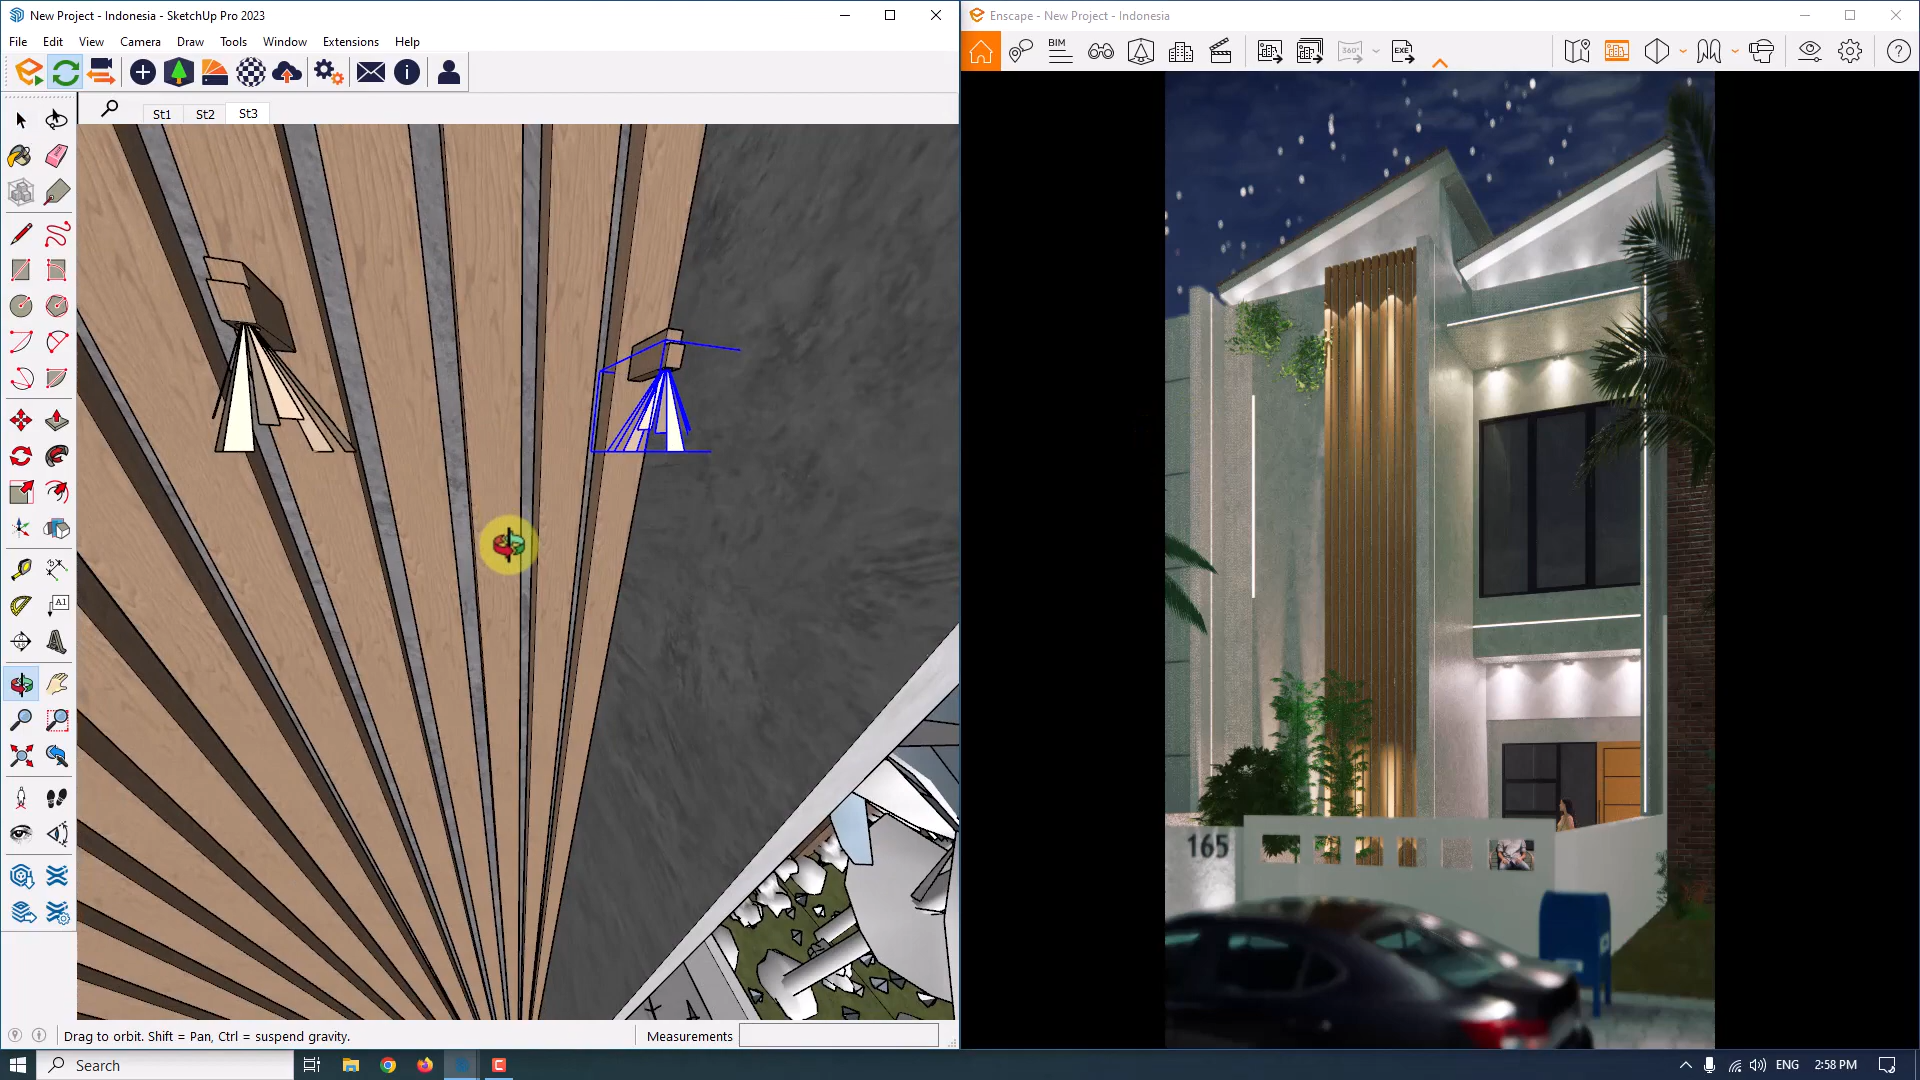 New Project - Indonesia - SketchUp Pro 2023
File Edit View Camera Draw Tools Window Extensions Help
St1 St2 St3
A1
Drag to orbit. Shift = Pan, Ctrl = suspend gravity.
Measurements
Enscape - New Project - Indonesia
BIM
360°
EXE
165
Search
ENG
2:58 PM